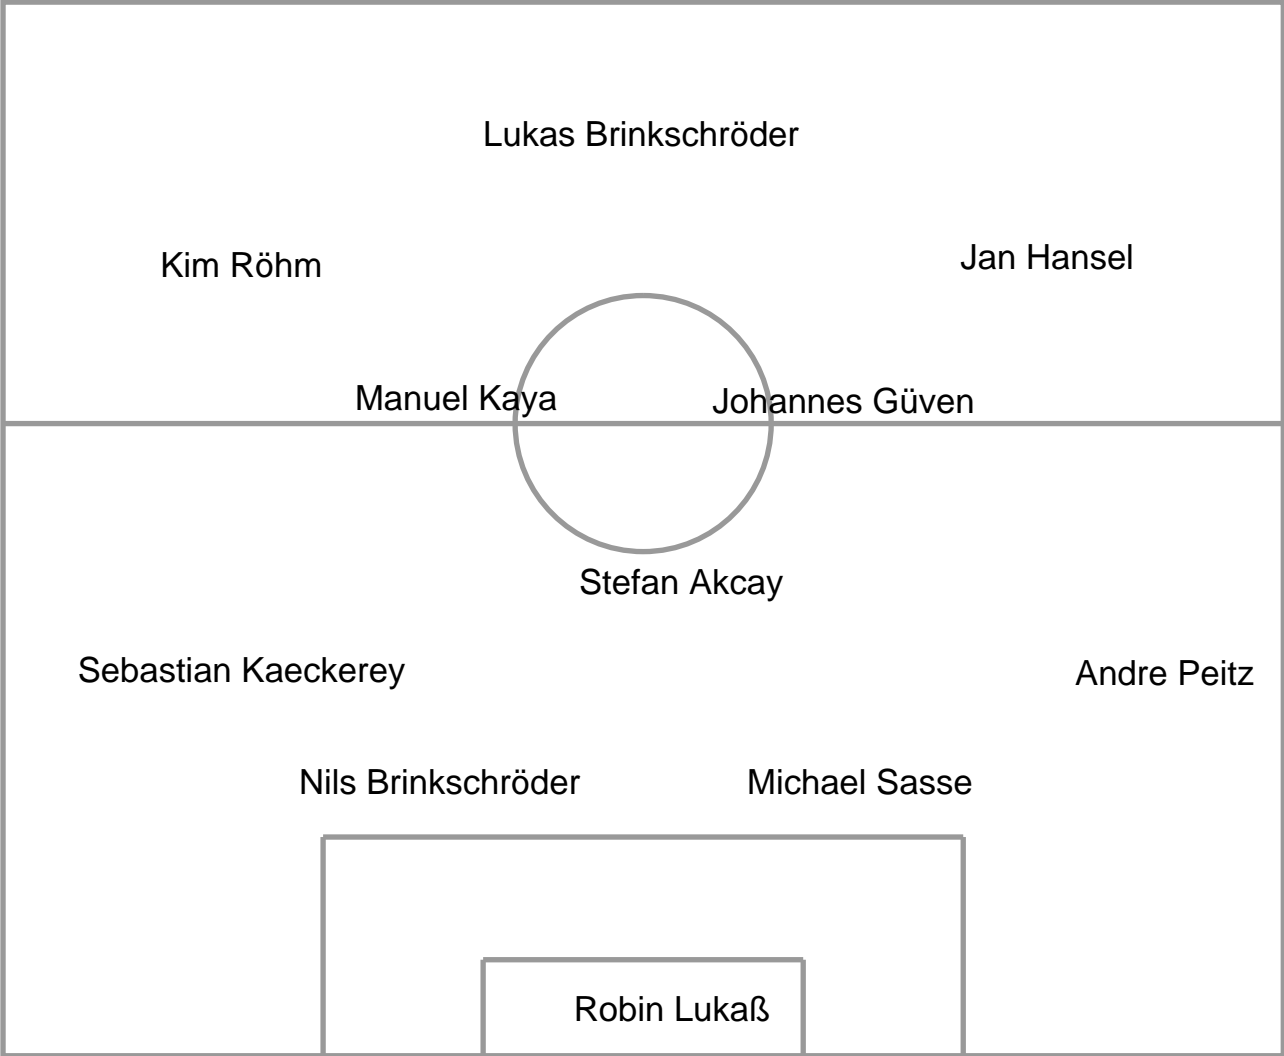 Lukas Brinkschröder
Kim Röhm
Jan Hansel
Manuel Kaya
Johannes Güven
Stefan Akcay
Sebastian Kaeckerey
Andre Peitz
Nils Brinkschröder
Michael Sasse
Robin Lukaß